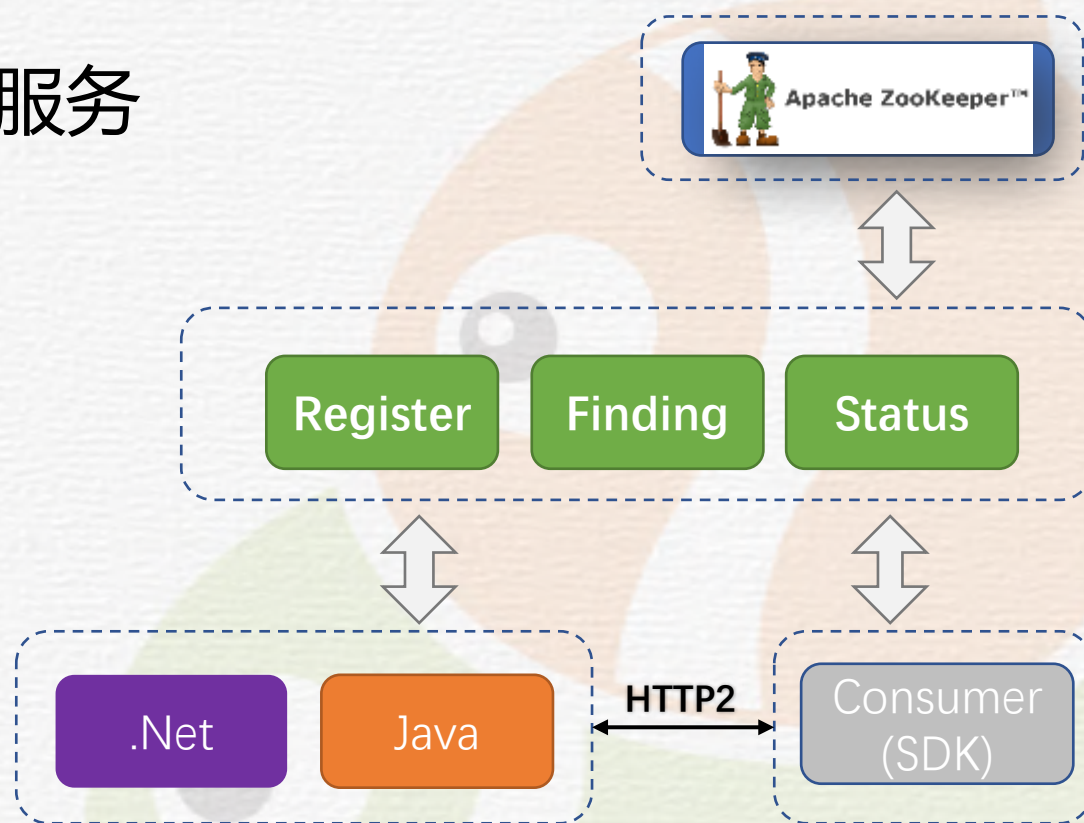 服务
Apache ZooKeeper™
Register
Finding
Status
.Net
Java
HTTP2
Consumer
(SDK)